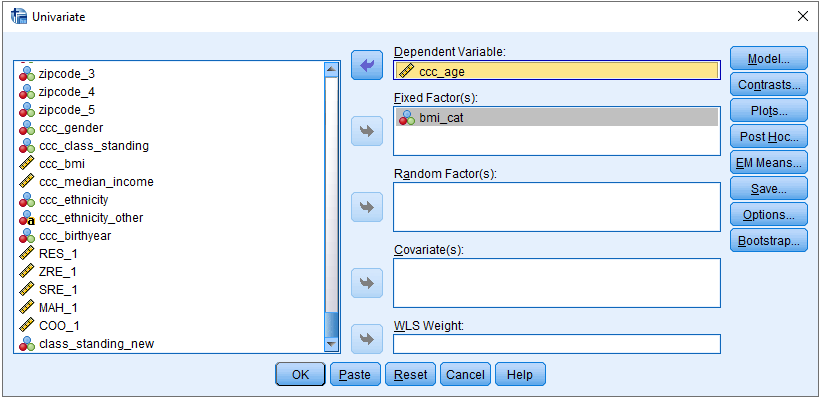 Univariate
zipcode_3
zipcode_4
zipcode_5
ccc_gender
ccc_class_standing
ccc_bmi
ccc_median_income
ccc_ethnicity
a ccc_ethnicity_other
ccc_birthyear
RES_1
ZRE_1
SRE_1
MAH_1
COO_1
class_standing_new
Dependent Variable:
ccc_age
Fixed Factor(s):
bmi_cat
Random Factor(s):
Covariate(s):
WLS Weight:
Model...
Contrasts...
Plots...
Post Hoc...
EM Means...
Save...
Options...
Bootstrap...
OK Paste Reset Cancel Help